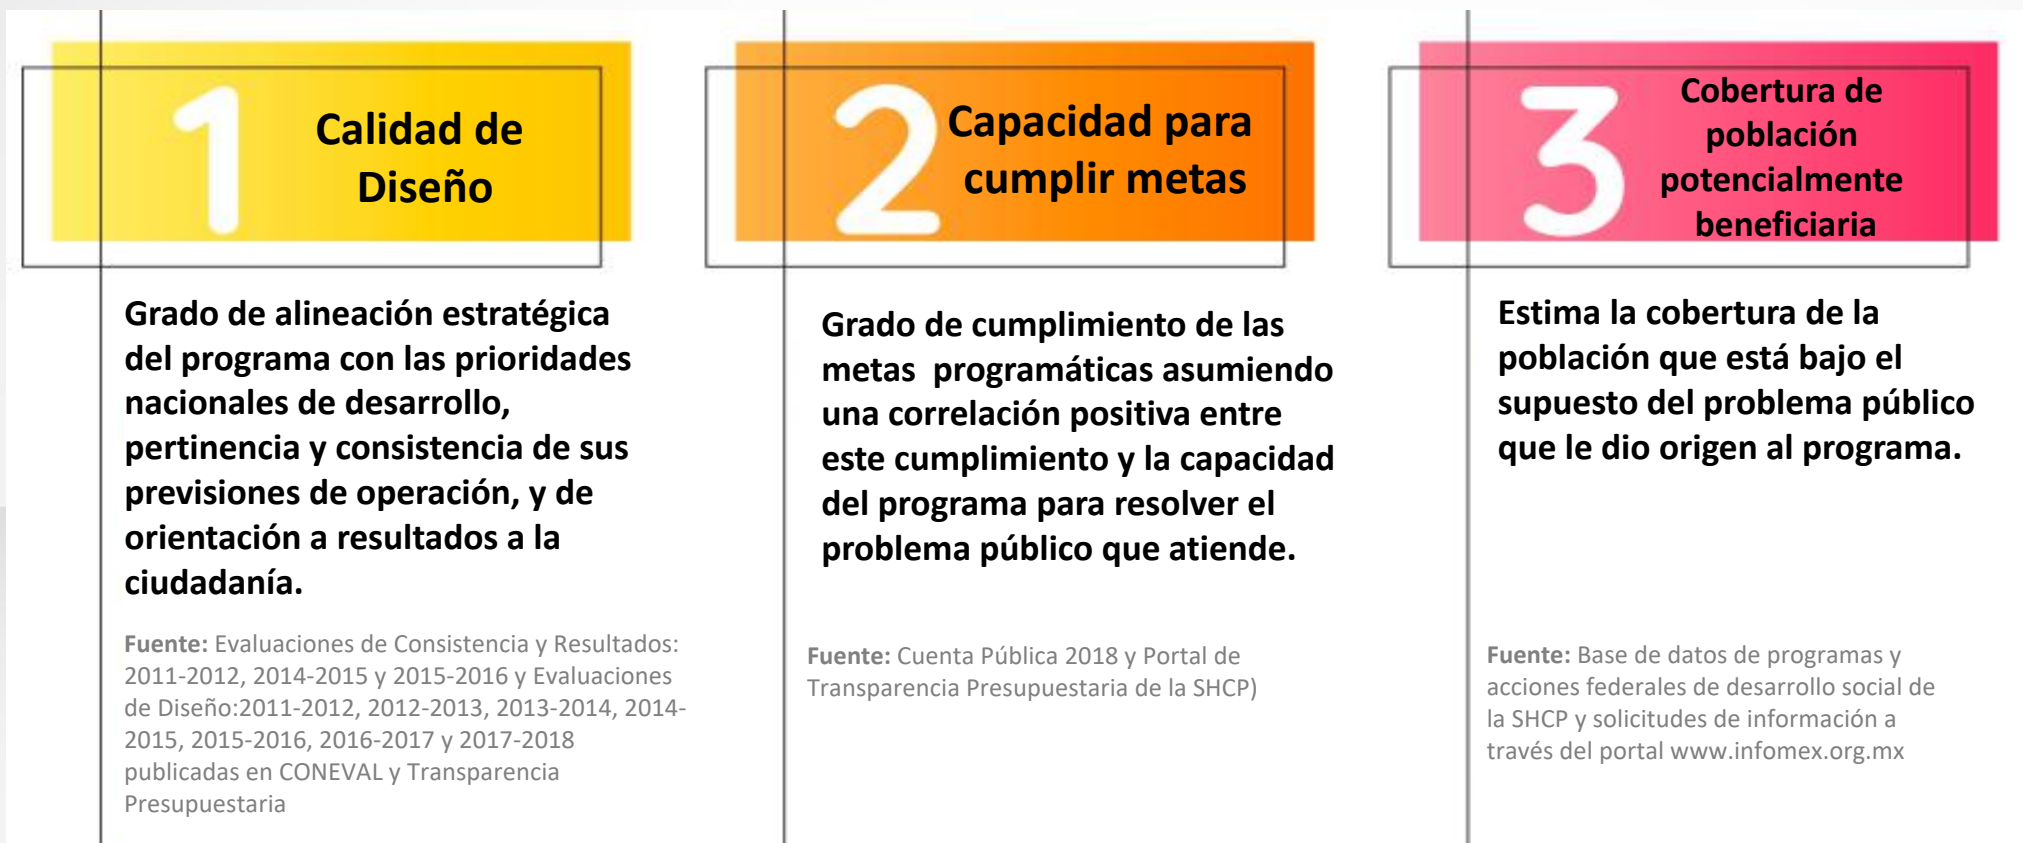 1
Calidad de
Diseño
Grado de alineación estratégica
del programa con las prioridades
nacionales de desarrollo,
pertinencia y consistencia de sus
previsiones de operación, y de
orientación a resultados a la
ciudadanía.
Fuente: Evaluaciones de Consistencia y Resultados:
2011-2012, 2014-2015 y 2015-2016 y Evaluaciones
de Diseño:2011-2012, 2012-2013, 2013-2014, 2014-
2015, 2015-2016, 2016-2017 y 2017-2018
publicadas en CONEVAL y Transparencia
Presupuestaria
2
Capacidad para
cumplir metas
Grado de cumplimiento de las
metas  programáticas asumiendo
una correlación positiva entre
este cumplimiento y la capacidad
del programa para resolver el
problema público que atiende.
Fuente: Cuenta Pública 2018 y Portal de
Transparencia Presupuestaria de la SHCP)
3
Cobertura de
población
potencialmente
beneficiaria
Estima la cobertura de la
población que está bajo el
supuesto del problema público
que le dio origen al programa.
Fuente: Base de datos de programas y
acciones federales de desarrollo social de
la SHCP y solicitudes de información a
través del portal www.infomex.org.mx